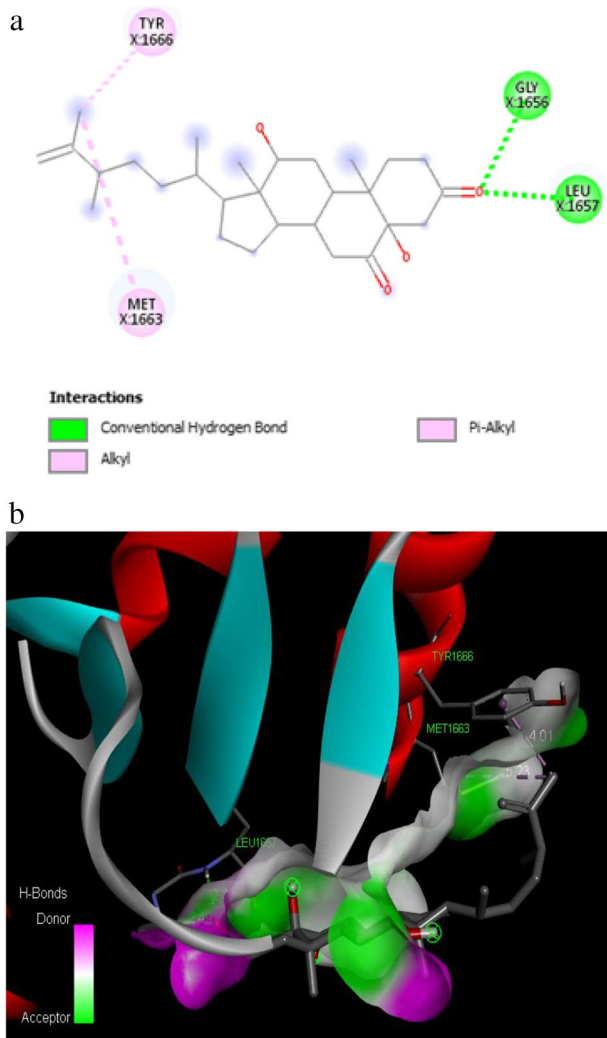 a
TYR
X:1666
GLY
X:1656
O
O
LEU
X:1657
O
O
MET
X:1663
Interactions
Conventional Hydrogen Bond
Pi-Alkyl
Alkyl
b
TYR1666
MET1663
4.01
5.23
LEU1657
H-Bonds
Donor
Acceptor